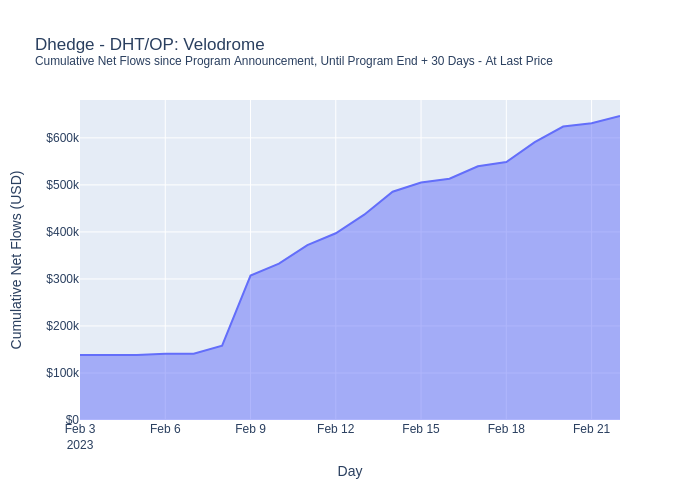 Dhedge - DHT/OP: Velodrome
Cumulative Net Flows since Program Announcement, Until Program End + 30 Days - At Last Price
Cumulative Net Flows (USD)
$600k
$500k
$400k
$300k
$200k
$100k
$0
Feb 3 Feb 6 Feb 9 Feb 12 Feb 15 Feb 18 Feb 21
2023
Day